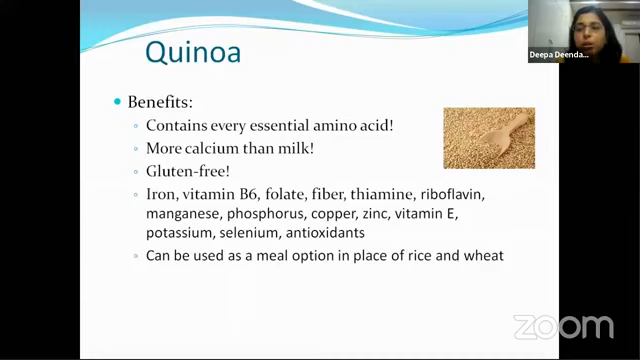 Quinoa
Deepa Deenda...
• Benefits:
◦ Contains every essential amino acid!
◦ More calcium than milk!
◦ Gluten-free!
◦ Iron, vitamin B6, folate, fiber, thiamine, riboflavin,
manganese, phosphorus, copper, zinc, vitamin E,
potassium, selenium, antioxidants
◦ Can be used as a meal option in place of rice and wheat
zoom